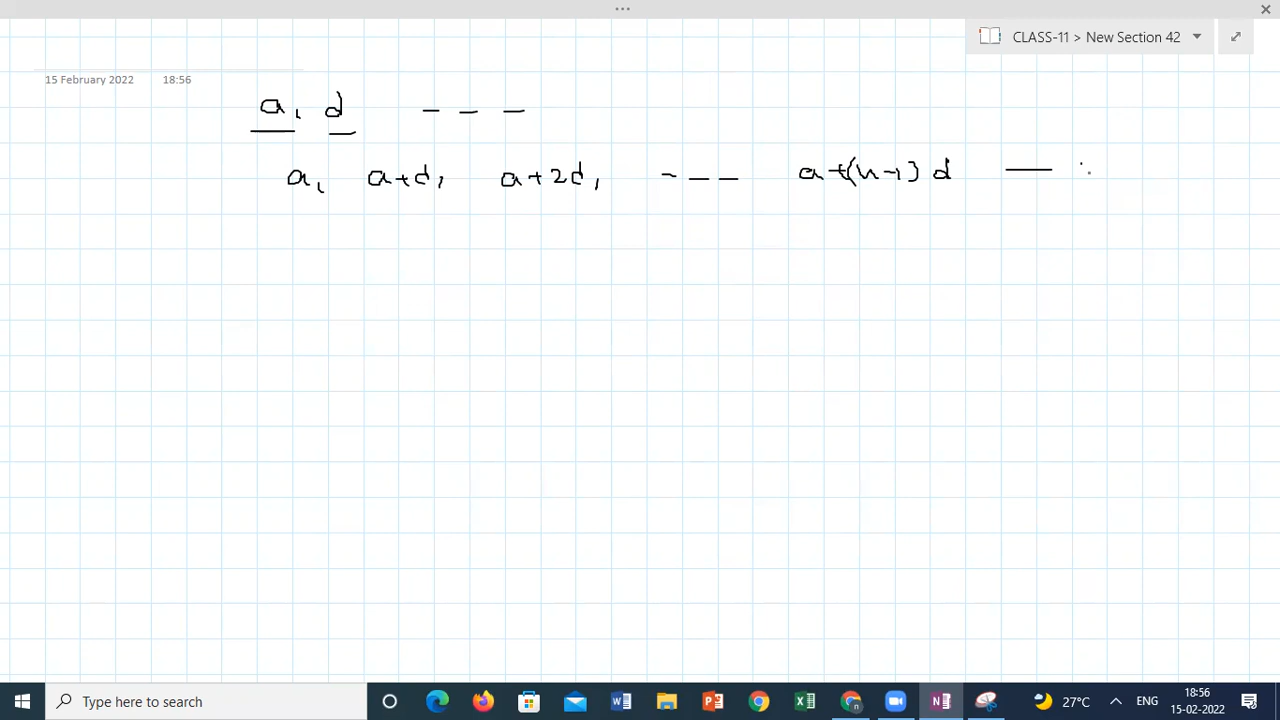 ...
CLASS-11 > New Section 42
15 February 2022 18:56
a, d - - -
a, a+d, a+2d, - - - a+(n-1) d —
Type here to search
27°C ENG 18:56
15-02-2022